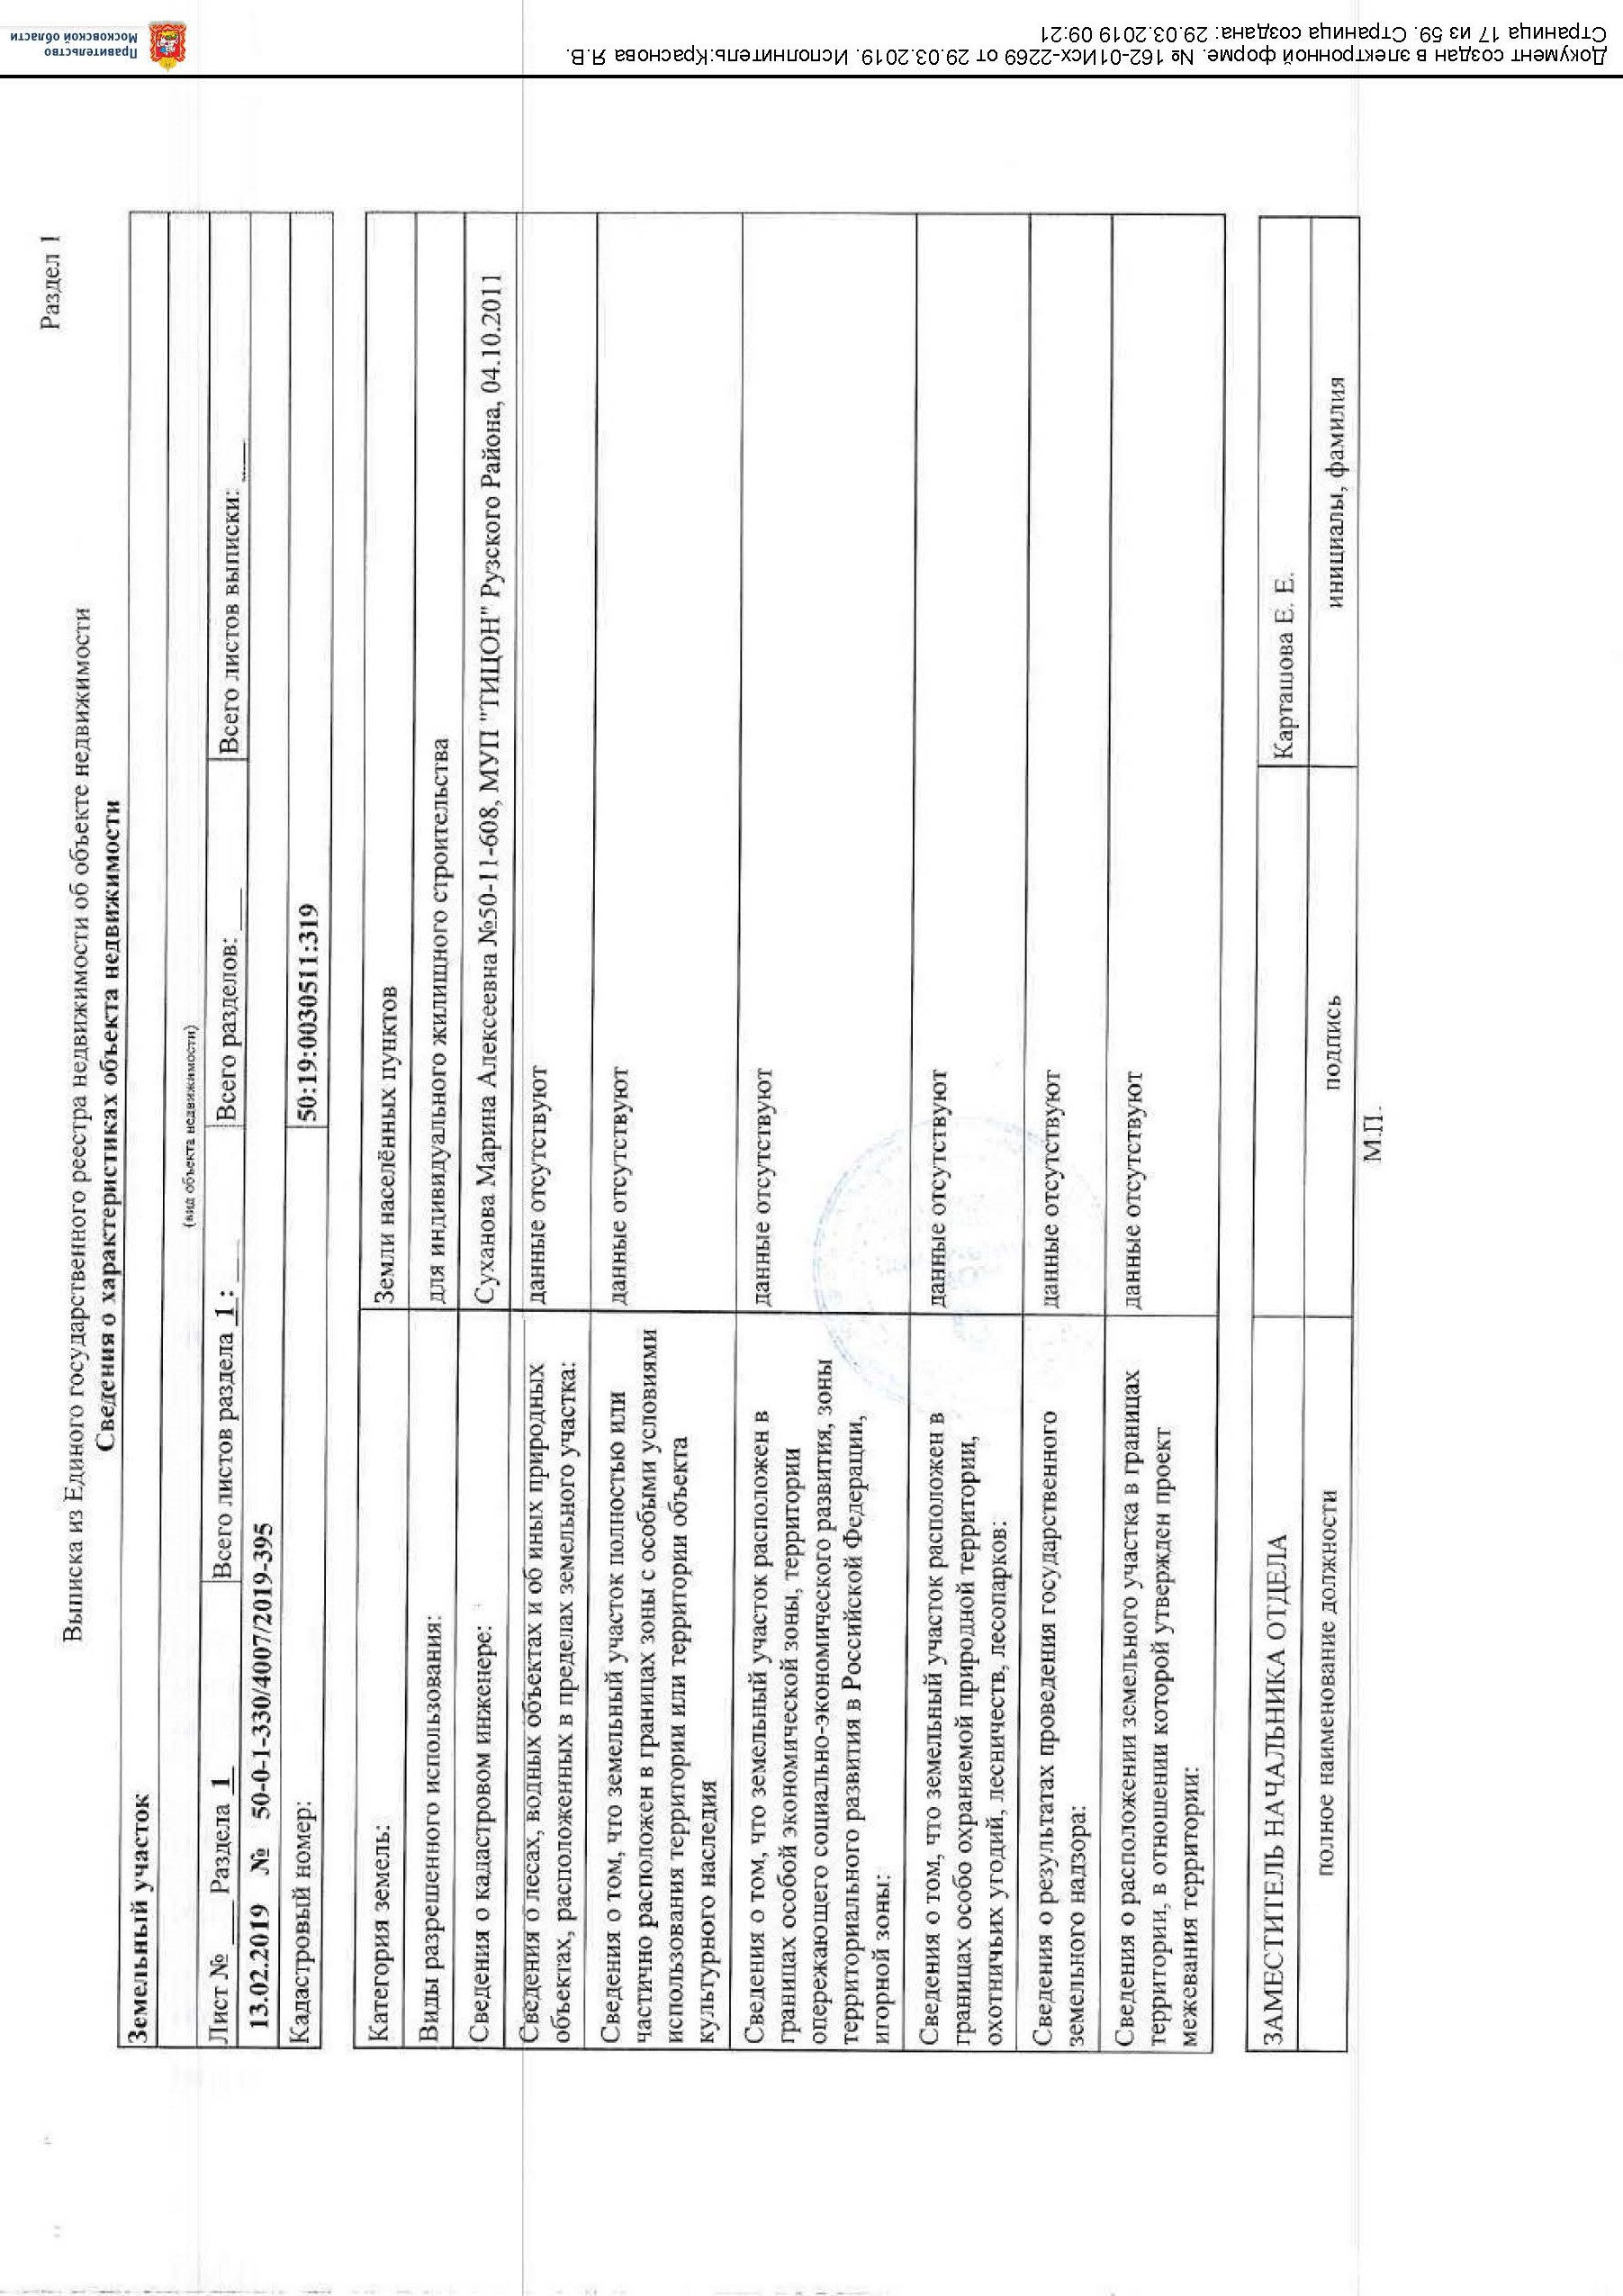 Документ создан в электронной форме. № 162-01Исх-2269 от 29.03.2019. Исполнитель:Краснова Я.В.
Страница 17 из 59. Страница создана: 29.03.2019 09:21
Правительство
Московской области
Раздел 1
Выписка из Единого государственного реестра недвижимости об объекте недвижимости
Сведения о характеристиках объекта недвижимости
Земельный участок
(вид объекта недвижимости)
Лист № ___ Раздела 1 Всего листов раздела 1 : ___ Всего разделов: ___ Всего листов выписки: ___
13.02.2019 № 50-0-1-330/4007/2019-395
Кадастровый номер: 50:19:0030511:319
Категория земель: Земли населённых пунктов
Виды разрешенного использования: для индивидуального жилищного строительства
Сведения о кадастровом инженере: Суханова Марина Алексеевна №50-11-608, МУП "ТИЦОН" Рузского Района, 04.10.2011
Сведения о лесах, водных объектах и об иных природных данные отсутствуют
объектах, расположенных в пределах земельного участка:
Сведения о том, что земельный участок полностью или данные отсутствуют
частично расположен в границах зоны с особыми условиями
использования территории или территории объекта
культурного наследия
Сведения о том, что земельный участок расположен в данные отсутствуют
границах особой экономической зоны, территории
опережающего социально-экономического развития, зоны
территориального развития в Российской Федерации,
игорной зоны:
Сведения о том, что земельный участок расположен в данные отсутствуют
границах особо охраняемой природной территории,
охотничьих угодий, лесничеств, лесопарков:
Сведения о результатах проведения государственного данные отсутствуют
земельного надзора:
Сведения о расположении земельного участка в границах данные отсутствуют
территории, в отношении которой утвержден проект
межевания территории:
ЗАМЕСТИТЕЛЬ НАЧАЛЬНИКА ОТДЕЛА Карташова Е. Е.
полное наименование должности подпись инициалы, фамилия
М.П.